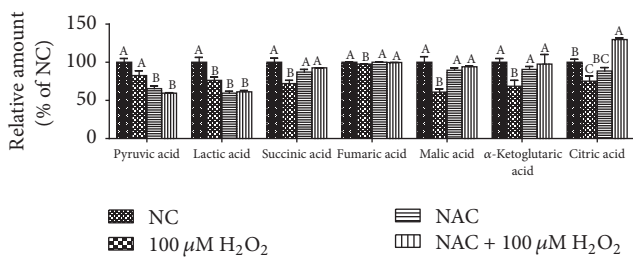 Relative amount
(% of NC)
150
100
50
0
A A B B
A B B B
A B A A
A B A A
A B A A
A B A A
B C BC A
Pyruvic acid Lactic acid Succinic acid Fumaric acid Malic acid α-Ketoglutaric acid Citric acid
NC NAC
100 μM H₂O₂ NAC + 100 μM H₂O₂